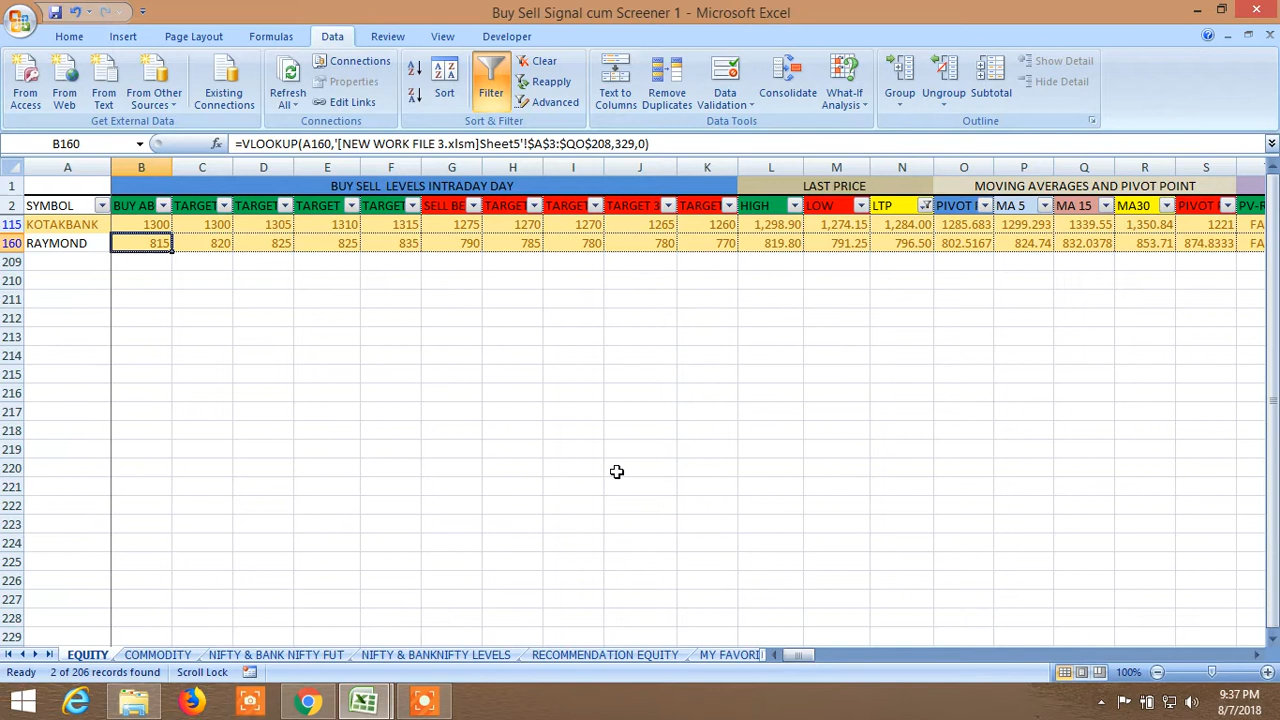 Buy Sell Signal cum Screener 1 - Microsoft Excel
Home Insert Page Layout Formulas Data Review View Developer
From Access
From Web
From Text
From Other Sources
Existing Connections
Get External Data
Refresh All
Connections
Properties
Edit Links
Connections
Sort
Filter
Clear
Reapply
Advanced
Sort & Filter
Text to Columns
Remove Duplicates
Data Validation
Consolidate
What-If Analysis
Data Tools
Group
Ungroup
Subtotal
Show Detail
Hide Detail
Outline
B160 fx =VLOOKUP(A160,'[NEW WORK FILE 3.xlsm]Sheet5'!$A$3:$QO$208,329,0)
A B C D E F G H I J K L M N O P Q R S
1 BUY SELL LEVELS INTRADAY DAY LAST PRICE MOVING AVERAGES AND PIVOT POINT
2 SYMBOL BUY AB TARGET TARGET TARGET TARGET SELL BE TARGET TARGET TARGET 3 TARGET HIGH LOW LTP PIVOT MA 5 MA 15 MA30 PIVOT PV-R
115 KOTAKBANK 1300 1300 1305 1310 1315 1275 1270 1270 1265 1260 1,298.90 1,274.15 1,284.00 1285.683 1299.293 1339.55 1,350.84 1221 FA
160 RAYMOND 815 820 825 825 835 790 785 780 780 770 819.80 791.25 796.50 802.5167 824.74 832.0378 853.71 874.8333 FA
209
210
211
212
213
214
215
216
217
218
219
220
221
222
223
224
225
226
227
228
229
EQUITY COMMODITY NIFTY & BANK NIFTY FUT NIFTY & BANKNIFTY LEVELS RECOMMENDATION EQUITY MY FAVORI
Ready 2 of 206 records found Scroll Lock 100%
9:37 PM
8/7/2018